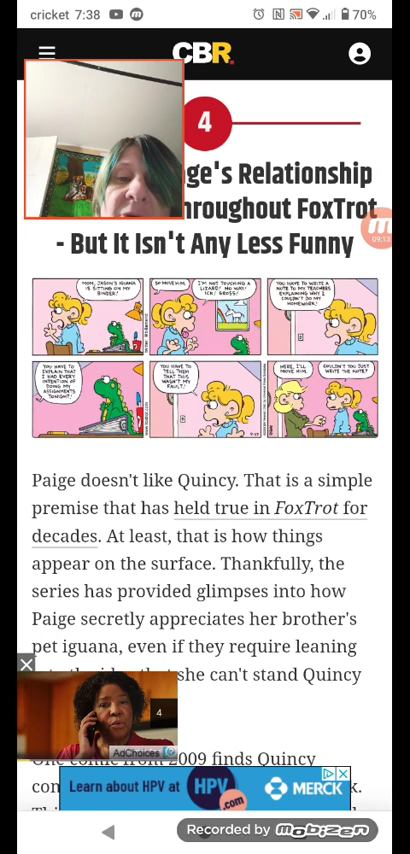 cricket 7:38
70%
CBR.
4
ge's Relationship
hroughout FoxTrot
- But It Isn't Any Less Funny
09:13
MOM, JASON'S IGUANA
IS SITTING ON MY
BINDER!
SO MOVE HIM.
I'M NOT TOUCHING A
LIZARD! NO WAY!
ICK! GROSS!
YOU HAVE TO WRITE A
NOTE TO MY TEACHERS
EXPLAINING WHY I
COULDN'T DO MY
HOMEWORK!
YOU HAVE TO
EXPLAIN THAT
I HAD EVERY
INTENTION OF
DOING MY
ASSIGNMENTS
TONIGHT!
YOU HAVE TO
TELL THEM
THAT THIS
WASN'T MY
FAULT!
HERE, I'LL
MOVE HIM.
COULDN'T YOU JUST
WRITE THE NOTE?
Paige doesn't like Quincy. That is a simple
premise that has held true in FoxTrot for
decades. At least, that is how things
appear on the surface. Thankfully, the
series has provided glimpses into how
Paige secretly appreciates her brother's
pet iguana, even if they require leaning
she can't stand Quincy
4
AdChoices
One comic from 2009 finds Quincy
con
k.
Learn about HPV at
HPV
.com
MERCK
Recorded by mobizen